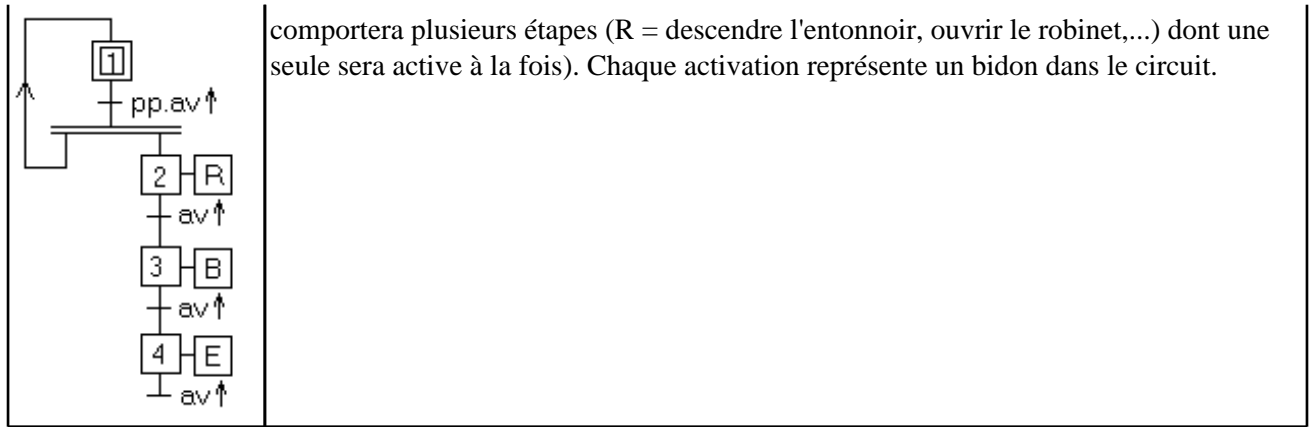 comportera plusieurs étapes (R = descendre l'entonnoir, ouvrir le robinet,...) dont une
seule sera active à la fois). Chaque activation représente un bidon dans le circuit.
1
pp.av↑
2 R
av↑
3 B
av↑
4 E
av↑